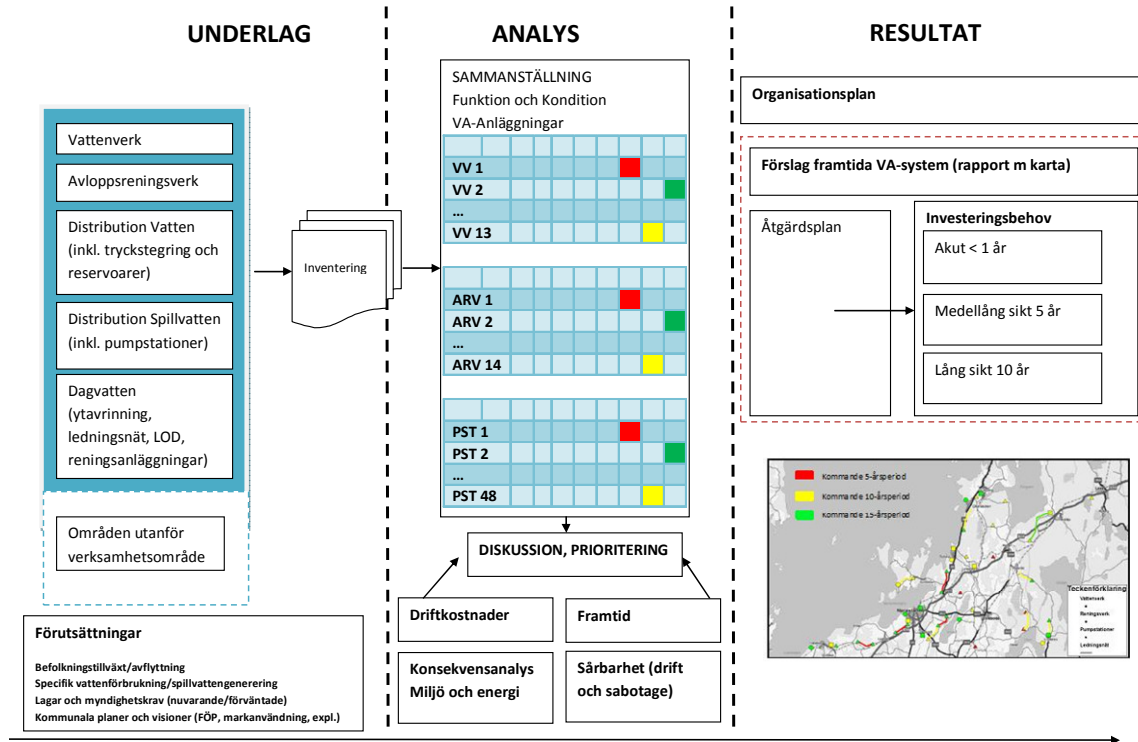 UNDERLAG
Vattenverk
Avloppsreningsverk
Distribution Vatten
(inkl. tryckstegring och
reservoarer)
Distribution Spillvatten
(inkl. pumpstationer)
Dagvatten
(ytavrinning,
ledningsnät, LOD,
reningsanläggningar)
Områden utanför
verksamhetsområde
Förutsättningar
Befolkningstillväxt/avflyttning
Specifik vattenförbrukning/spillvattengenerering
Lagar och myndighetskrav (nuvarande/förväntade)
Kommunala planer och visioner (FÖP, markanvändning, expl.)
Inventering
ANALYS
SAMMANSTÄLLNING
Funktion och Kondition
VA-Anläggningar
VV 1
VV 2
...
VV 13
ARV 1
ARV 2
...
ARV 14
PST 1
PST 2
...
PST 48
DISKUSSION, PRIORITERING
Driftkostnader
Framtid
Konsekvensanalys
Miljö och energi
Sårbarhet (drift
och sabotage)
RESULTAT
Organisationsplan
Förslag framtida VA-system (rapport m karta)
Åtgärdsplan
Investeringsbehov
Akut < 1 år
Medellång sikt 5 år
Lång sikt 10 år
Kommande 5-årsperiod
Kommande 10-årsperiod
Kommande 15-årsperiod
Teckenförklaring
Vattenverk
Reningsverk
Pumpstationer
Ledningsnät